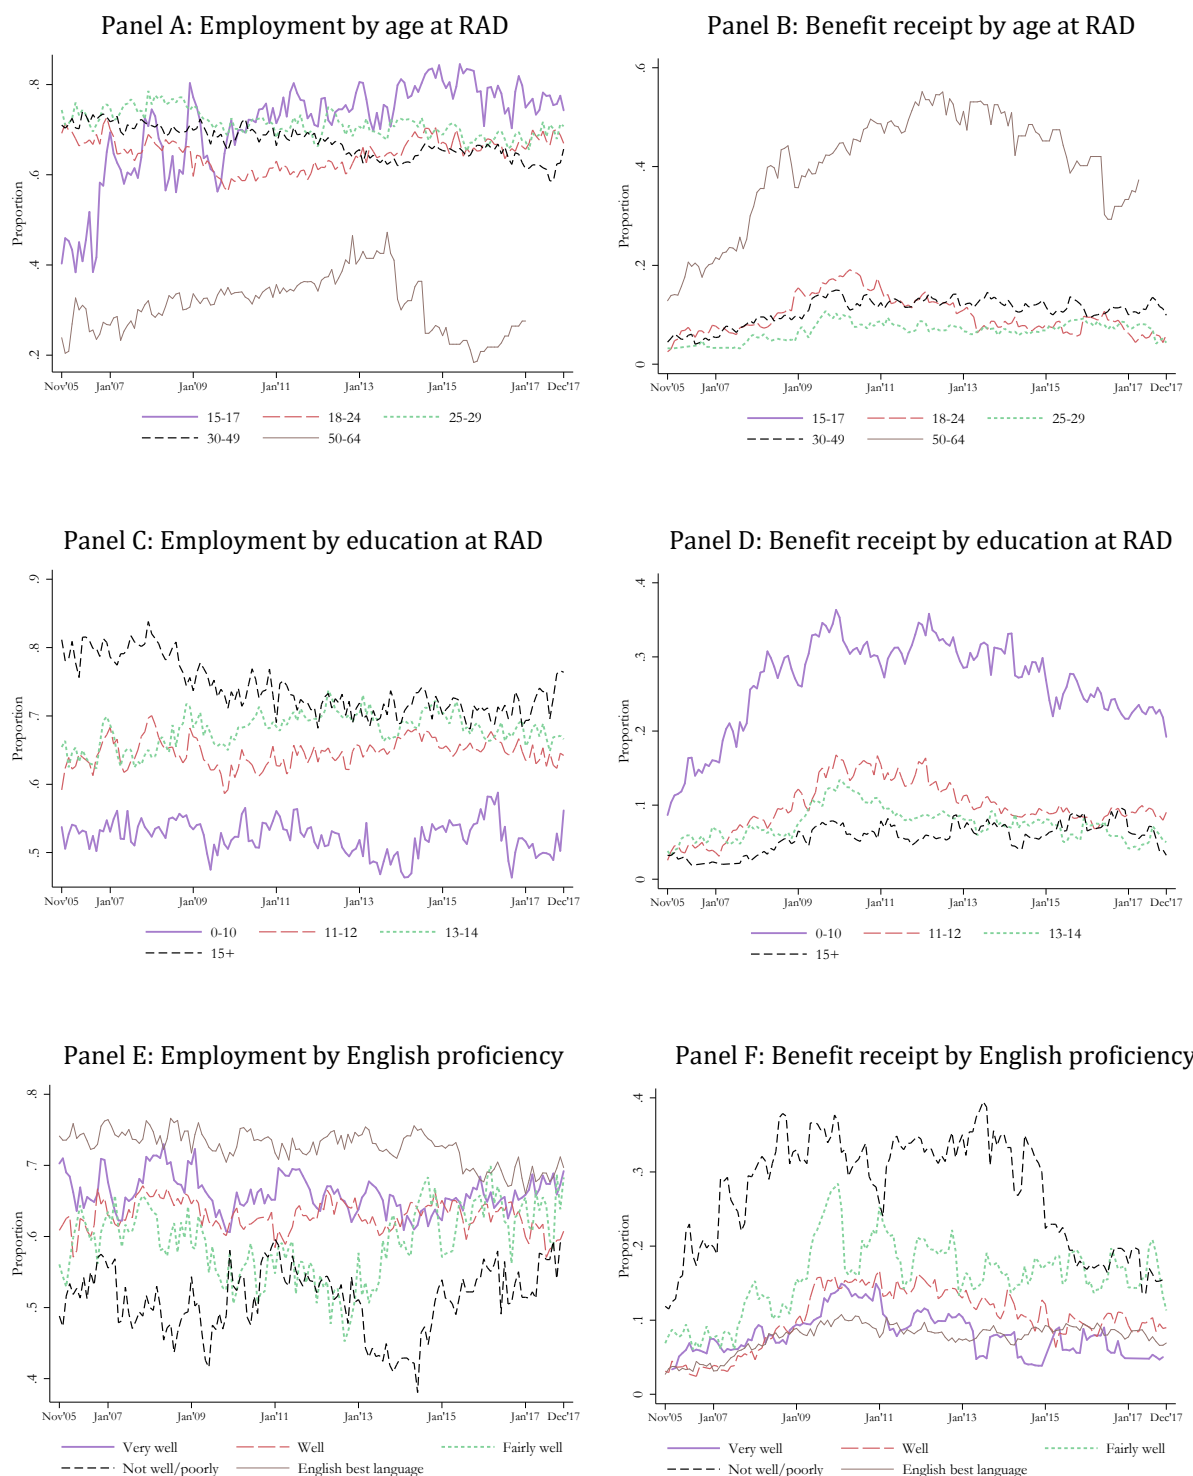 Panel A: Employment by age at RAD
Proportion
.8
.6
.4
.2
Nov'05 Jan'07 Jan'09 Jan'11 Jan'13 Jan'15 Jan'17 Dec'17
15-17 18-24 25-29
30-49 50-64
Panel B: Benefit receipt by age at RAD
Proportion
.6
.4
.2
0
Nov'05 Jan'07 Jan'09 Jan'11 Jan'13 Jan'15 Jan'17 Dec'17
15-17 18-24 25-29
30-49 50-64
Panel C: Employment by education at RAD
Proportion
.9
.8
.7
.6
.5
Nov'05 Jan'07 Jan'09 Jan'11 Jan'13 Jan'15 Jan'17 Dec'17
0-10 11-12 13-14
15+
Panel D: Benefit receipt by education at RAD
Proportion
.4
.3
.2
.1
0
Nov'05 Jan'07 Jan'09 Jan'11 Jan'13 Jan'15 Jan'17 Dec'17
0-10 11-12 13-14
15+
Panel E: Employment by English proficiency
Proportion
.8
.7
.6
.5
.4
Nov'05 Jan'07 Jan'09 Jan'11 Jan'13 Jan'15 Jan'17 Dec'17
Very well Well Fairly well
Not well/poorly English best language
Panel F: Benefit receipt by English proficiency
Proportion
.4
.3
.2
.1
0
Nov'05 Jan'07 Jan'09 Jan'11 Jan'13 Jan'15 Jan'17 Dec'17
Very well Well Fairly well
Not well/poorly English best language